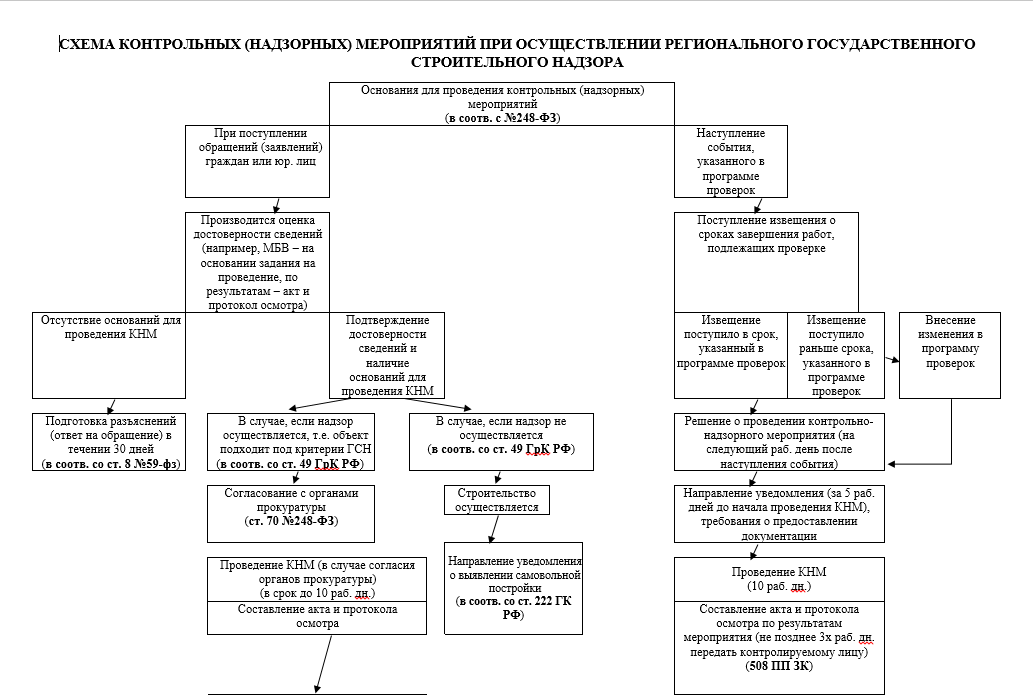 СХЕМА КОНТРОЛЬНЫХ (НАДЗОРНЫХ) МЕРОПРИЯТИЙ ПРИ ОСУЩЕСТВЛЕНИИ РЕГИОНАЛЬНОГО ГОСУДАРСТВЕННОГО
СТРОИТЕЛЬНОГО НАДЗОРА
Основания для проведения контрольных (надзорных)
мероприятий
(в соотв. с №248-ФЗ)
При поступлении
обращений (заявлений)
граждан или юр. лиц
Наступление
события,
указанного в
программе
проверок
Производится оценка
достоверности сведений
(например, МБВ – на
основании задания на
проведение, по
результатам – акт и
протокол осмотра)
Поступление извещения о
сроках завершения работ,
подлежащих проверке
Отсутствие оснований для
проведения КНМ
Подтверждение
достоверности
сведений и
наличие
оснований для
проведения КНМ
Извещение
поступило в срок,
указанный в
программе проверок
Извещение
поступило
раньше срока,
указанного в
программе
проверок
Внесение
изменения в
программу
проверок
Подготовка разъяснений
(ответ на обращение) в
течении 30 дней
(в соотв. со ст. 8 №59-фз)
В случае, если надзор
осуществляется, т.е. объект
подходит под критерии ГСН
(в соотв. со ст. 49 ГрК РФ)
В случае, если надзор не
осуществляется
(в соотв. со ст. 49 ГрК РФ)
Решение о проведении контрольно-
надзорного мероприятия (на
следующий раб. день после
наступления события)
Согласование с органами
прокуратуры
(ст. 70 №248-ФЗ)
Строительство
осуществляется
Направление уведомления (за 5 раб.
дней до начала проведения КНМ),
требования о предоставлении
документации
Проведение КНМ (в случае согласия
органов прокуратуры)
(в срок до 10 раб. дн.)
Составление акта и протокола
осмотра
Направление уведомления
о выявлении самовольной
постройки
(в соотв. со ст. 222 ГК
РФ)
Проведение КНМ
(10 раб. дн.)
Составление акта и протокола
осмотра по результатам
мероприятия (не позднее 3х раб. дн.
передать контролируемому лицу)
(508 ПП ЗК)